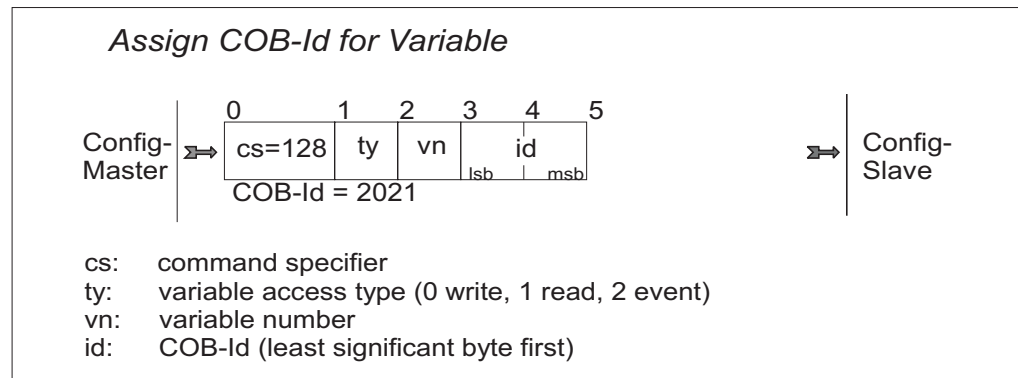 Assign COB-Id for Variable
0 1 2 3 4 5
Config-Master cs=128 ty vn id Config-Slave
lsb msb
COB-Id = 2021
cs: command specifier
ty: variable access type (0 write, 1 read, 2 event)
vn: variable number
id: COB-Id (least significant byte first)